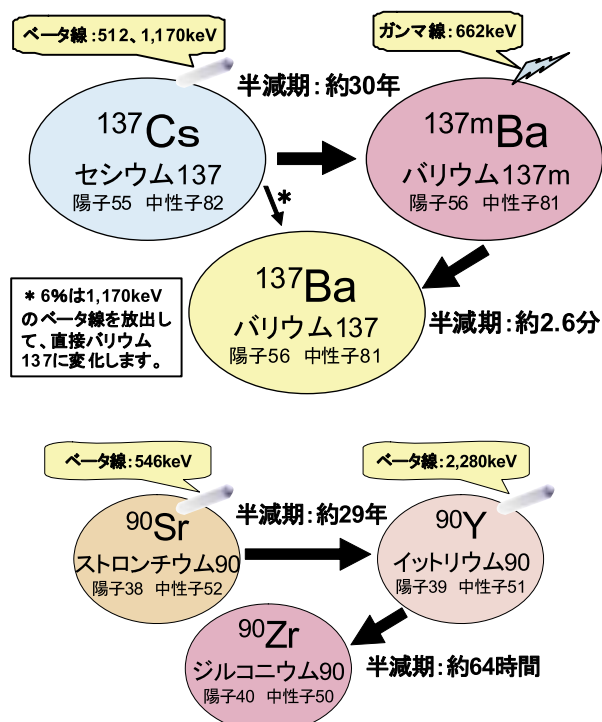 ベータ線:512、1,170keV
ガンマ線:662keV
半減期:約30年
137Cs
セシウム137
陽子55 中性子82
137mBa
バリウム137m
陽子56 中性子81
*
137Ba
バリウム137
陽子56 中性子81
半減期:約2.6分
* 6%は1,170keV
のベータ線を放出し
て、直接バリウム
137に変化します。
ベータ線:546keV
ベータ線:2,280keV
半減期:約29年
90Sr
ストロンチウム90
陽子38 中性子52
90Y
イットリウム90
陽子39 中性子51
90Zr
ジルコニウム90
陽子40 中性子50
半減期:約64時間